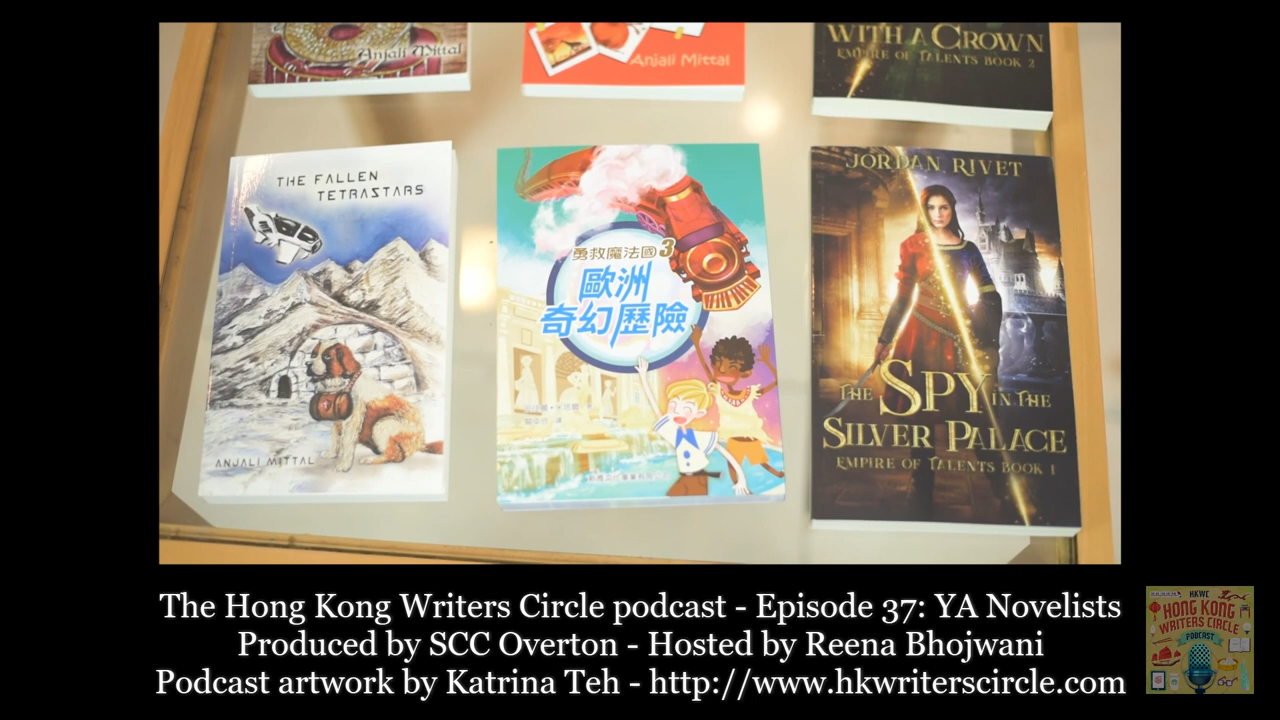 Anjali Mittal
Anjali Mittal
WITH A CROWN
EMPIRE OF TALENTS BOOK 2
THE FALLEN
TETRASTARS
ANJALI MITTAL
勇救魔法國3
歐洲
奇幻歷險
JORDAN RIVET
THE SPY IN THE
SILVER PALACE
EMPIRE OF TALENTS BOOK 1
The Hong Kong Writers Circle podcast - Episode 37: YA Novelists
Produced by SCC Overton - Hosted by Reena Bhojwani
Podcast artwork by Katrina Teh - http://www.hkwriterscircle.com
HKWC
HONG KONG
WRITERS CIRCLE
PODCAST